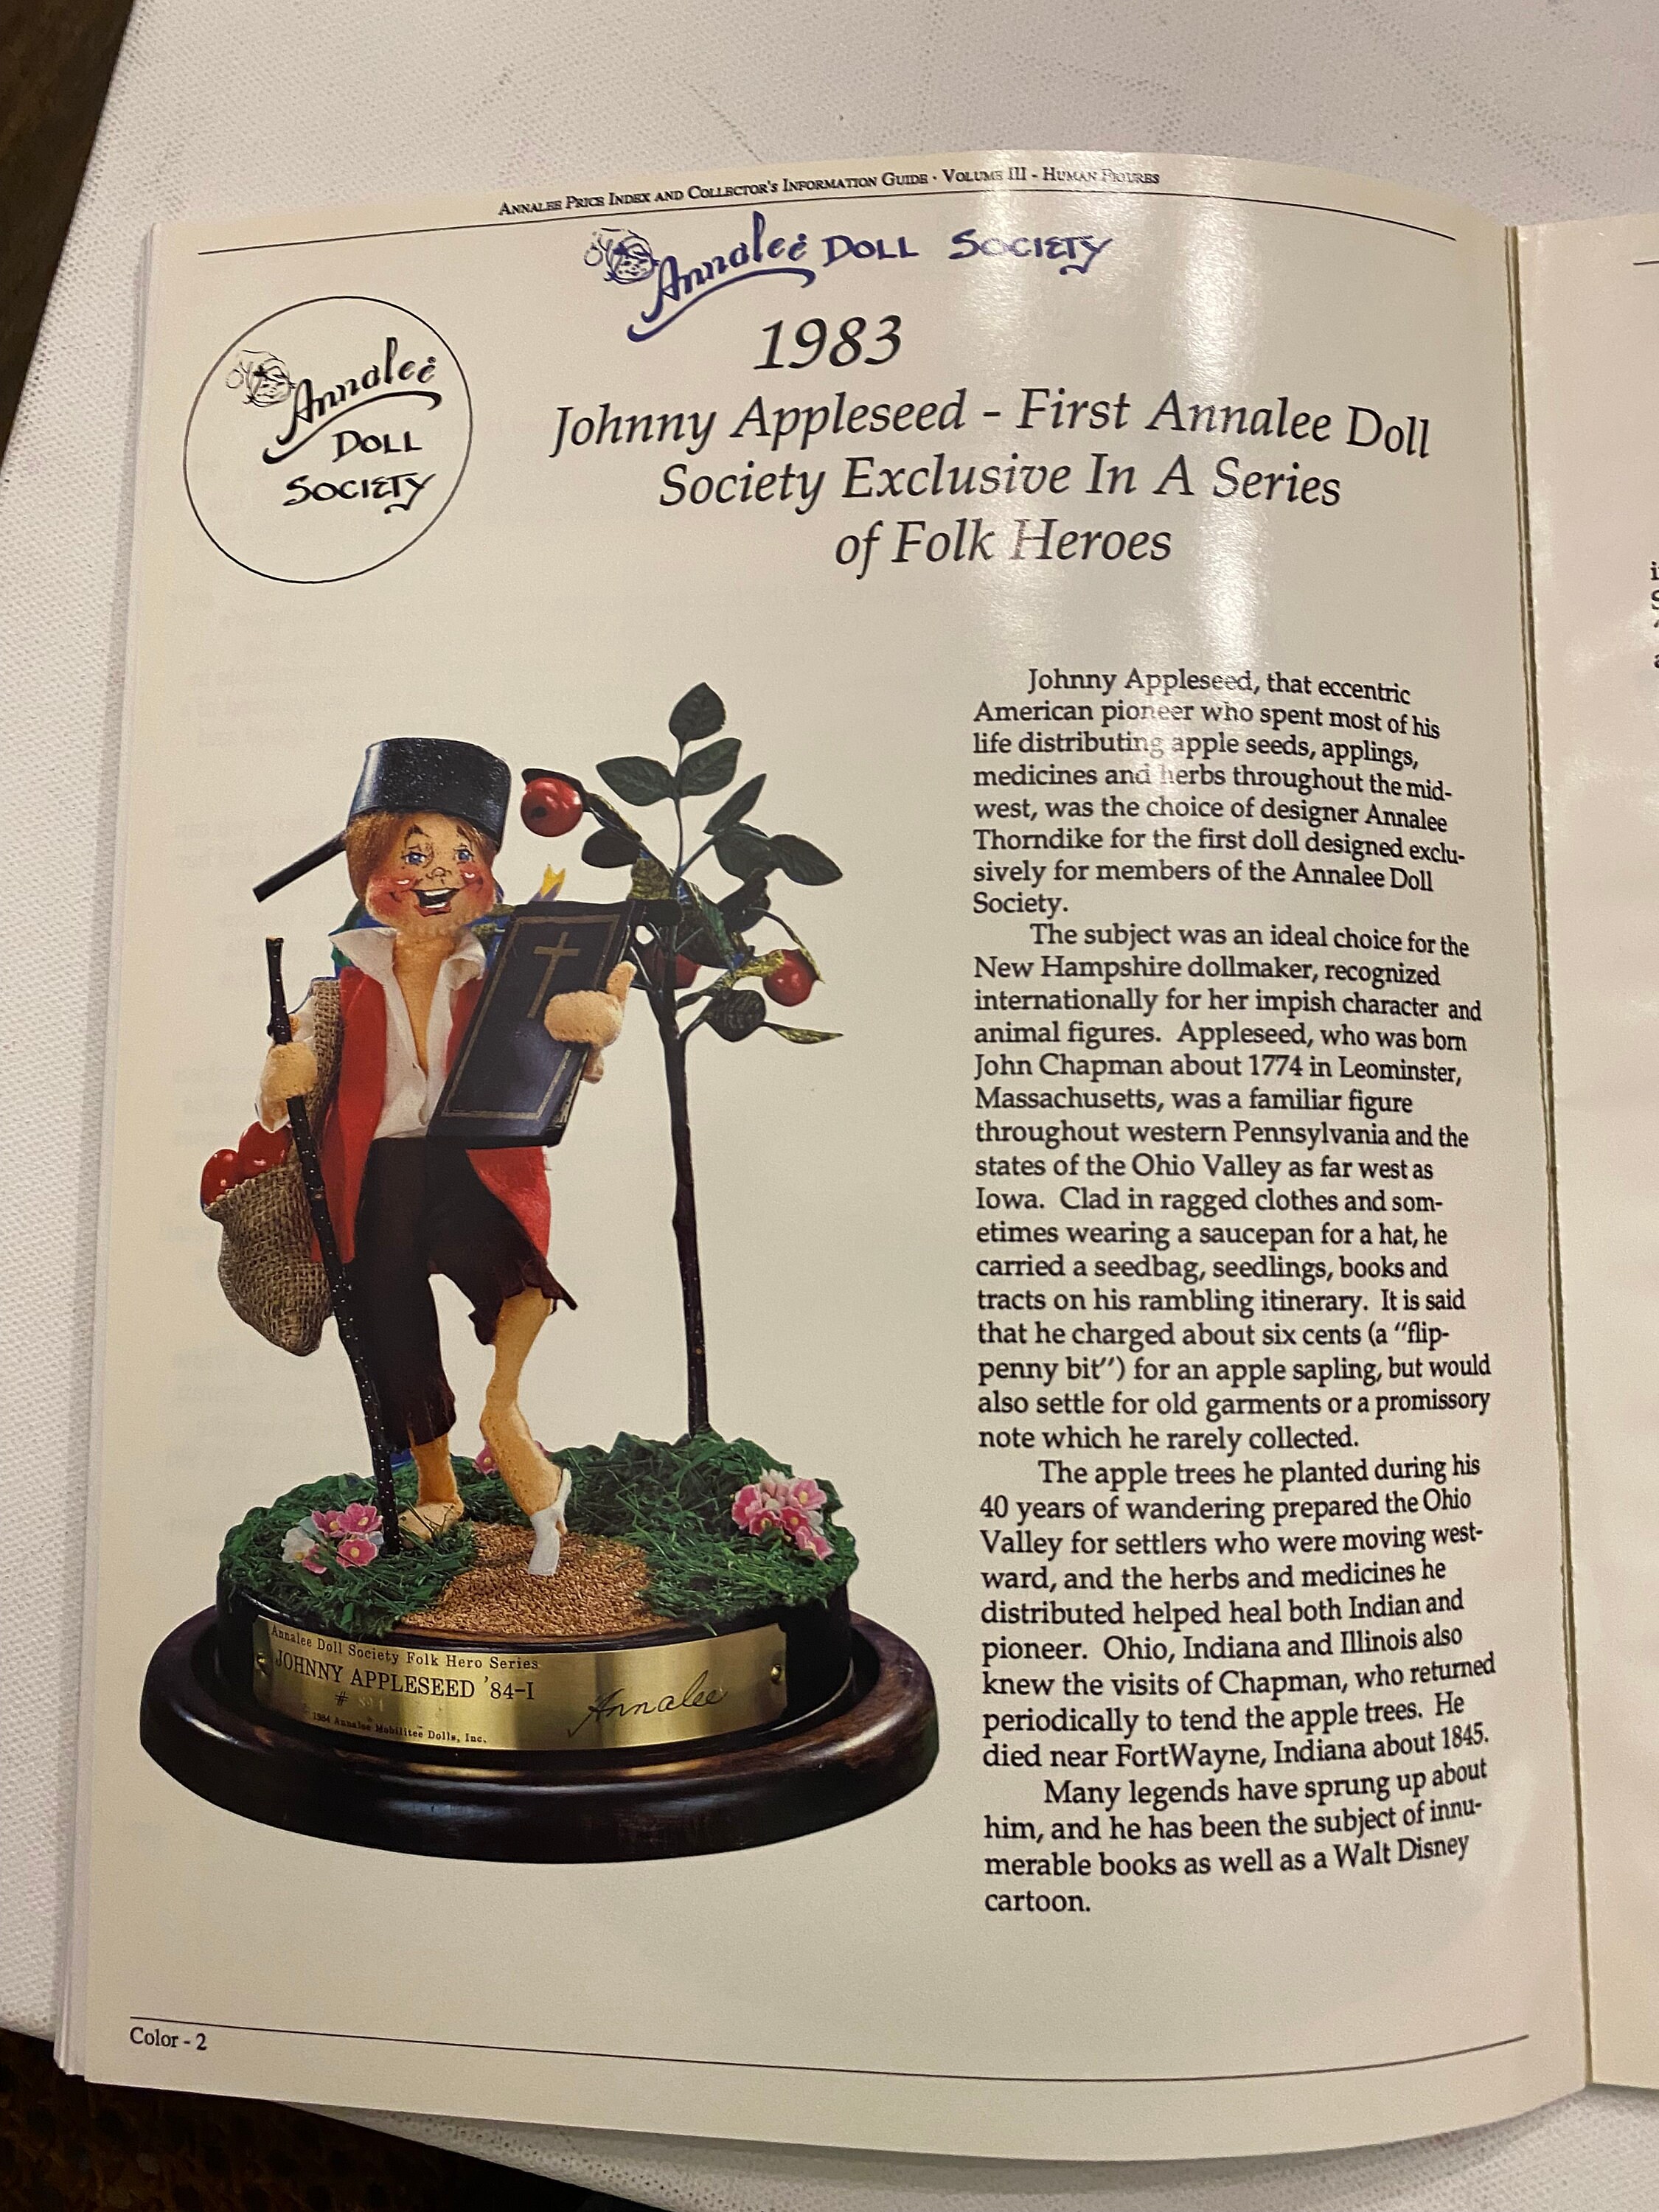 ANNALEE PRICE INDEX AND COLLECTOR'S INFORMATION GUIDE · VOLUME III - HUMAN FIGURES
Annalee DOLL SOCIETY
Annalee
DOLL
SOCIETY
1983
Johnny Appleseed - First Annalee Doll
Society Exclusive In A Series
of Folk Heroes
Johnny Appleseed, that eccentric
American pioneer who spent most of his
life distributing apple seeds, applings,
medicines and herbs throughout the mid-
west, was the choice of designer Annalee
Thorndike for the first doll designed exclu-
sively for members of the Annalee Doll
Society.
The subject was an ideal choice for the
New Hampshire dollmaker, recognized
internationally for her impish character and
animal figures. Appleseed, who was born
John Chapman about 1774 in Leominster,
Massachusetts, was a familiar figure
throughout western Pennsylvania and the
states of the Ohio Valley as far west as
Iowa. Clad in ragged clothes and som-
etimes wearing a saucepan for a hat, he
carried a seedbag, seedlings, books and
tracts on his rambling itinerary. It is said
that he charged about six cents (a "flip-
penny bit") for an apple sapling, but would
also settle for old garments or a promissory
note which he rarely collected.
The apple trees he planted during his
40 years of wandering prepared the Ohio
Valley for settlers who were moving west-
ward, and the herbs and medicines he
distributed helped heal both Indian and
pioneer. Ohio, Indiana and Illinois also
knew the visits of Chapman, who returned
periodically to tend the apple trees. He
died near FortWayne, Indiana about 1845.
Many legends have sprung up about
him, and he has been the subject of innu-
merable books as well as a Walt Disney
cartoon.
Annalee Doll Society Folk Hero Series
JOHNNY APPLESEED '84-I
#
1984 Annalee Mobilitee Dolls, Inc.
Annalee
Color - 2